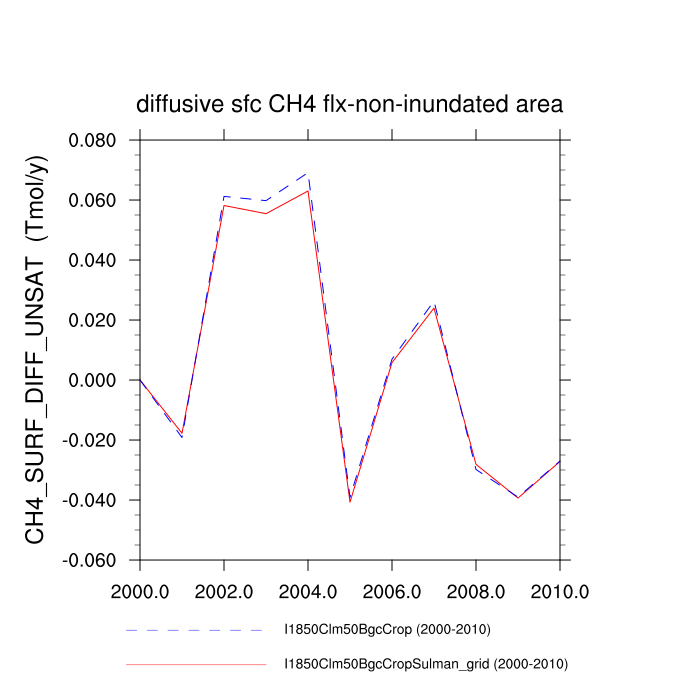 diffusive sfc CH4 flx-non-inundated area
CH4_SURF_DIFF_UNSAT (Tmol/y)
0.080
0.060
0.040
0.020
0.000
-0.020
-0.040
-0.060
2000.0 2002.0 2004.0 2006.0 2008.0 2010.0
I1850Clm50BgcCrop (2000-2010)
I1850Clm50BgcCropSulman_grid (2000-2010)